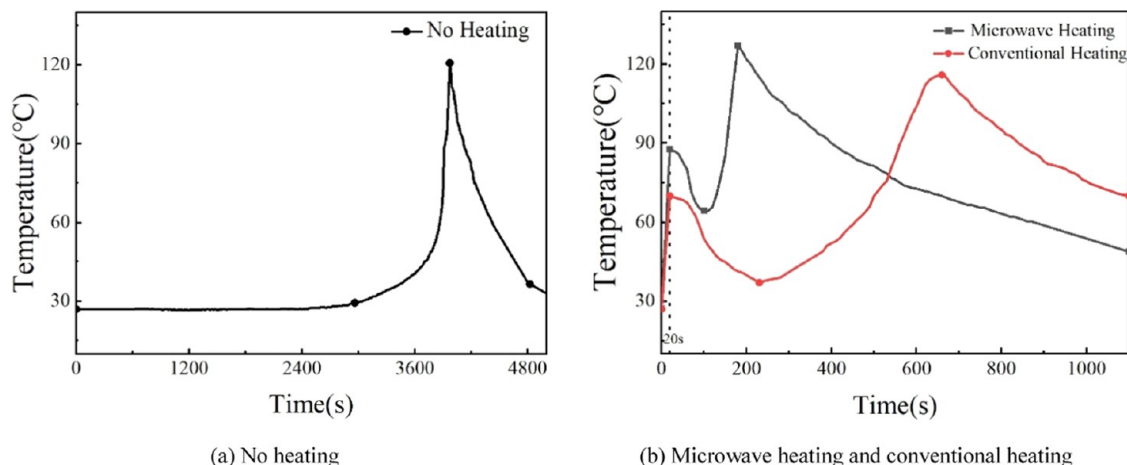 No Heating
Temperature(°C)
120
90
60
30
0 1200 2400 3600 4800
Time(s)
(a) No heating
Microwave Heating
Conventional Heating
Temperature(°C)
120
90
60
30
20s
0 200 400 600 800 1000
Time(s)
(b) Microwave heating and conventional heating